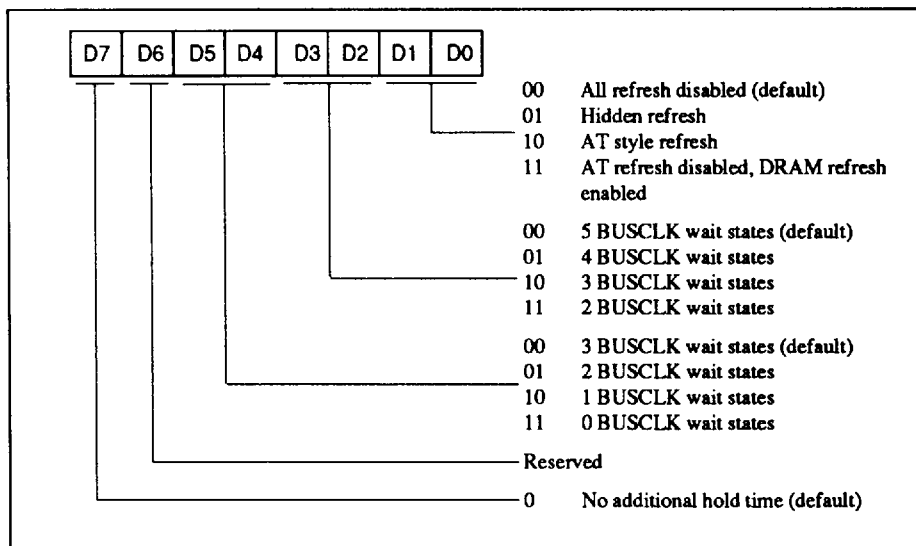 D7 D6 D5 D4 D3 D2 D1 D0
00 All refresh disabled (default)
01 Hidden refresh
10 AT style refresh
11 AT refresh disabled, DRAM refresh
enabled
00 5 BUSCLK wait states (default)
01 4 BUSCLK wait states
10 3 BUSCLK wait states
11 2 BUSCLK wait states
00 3 BUSCLK wait states (default)
01 2 BUSCLK wait states
10 1 BUSCLK wait states
11 0 BUSCLK wait states
Reserved
0 No additional hold time (default)